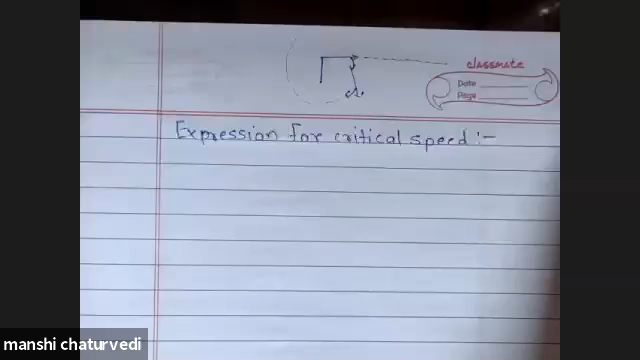 classmate
Date
Page
Expression for critical speed :-
manshi chaturvedi